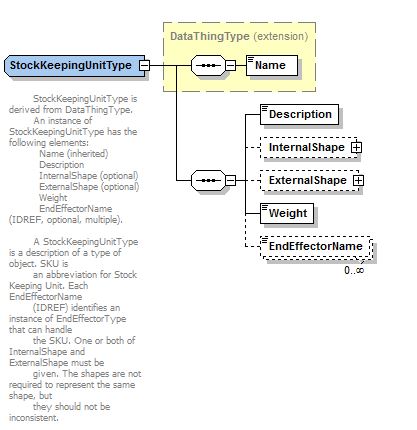 DataThingType (extension)
StockKeepingUnitType
Name
StockKeepingUnitType is
derived from DataThingType.
An instance of
StockKeepingUnitType has the
following elements:
Name (inherited)
Description
InternalShape (optional)
ExternalShape (optional)
Weight
EndEffectorName
(IDREF, optional, multiple).
A StockKeepingUnitType
is a description of a type of
object. SKU is
an abbreviation for Stock
Keeping Unit. Each
EndEffectorName
(IDREF) identifies an
instance of EndEffectorType
that can handle
the SKU. One or both of
InternalShape and
ExternalShape must be
given. The shapes are not
required to represent the same
shape, but
they should not be
inconsistent.
Description
InternalShape
ExternalShape
Weight
EndEffectorName
0..∞